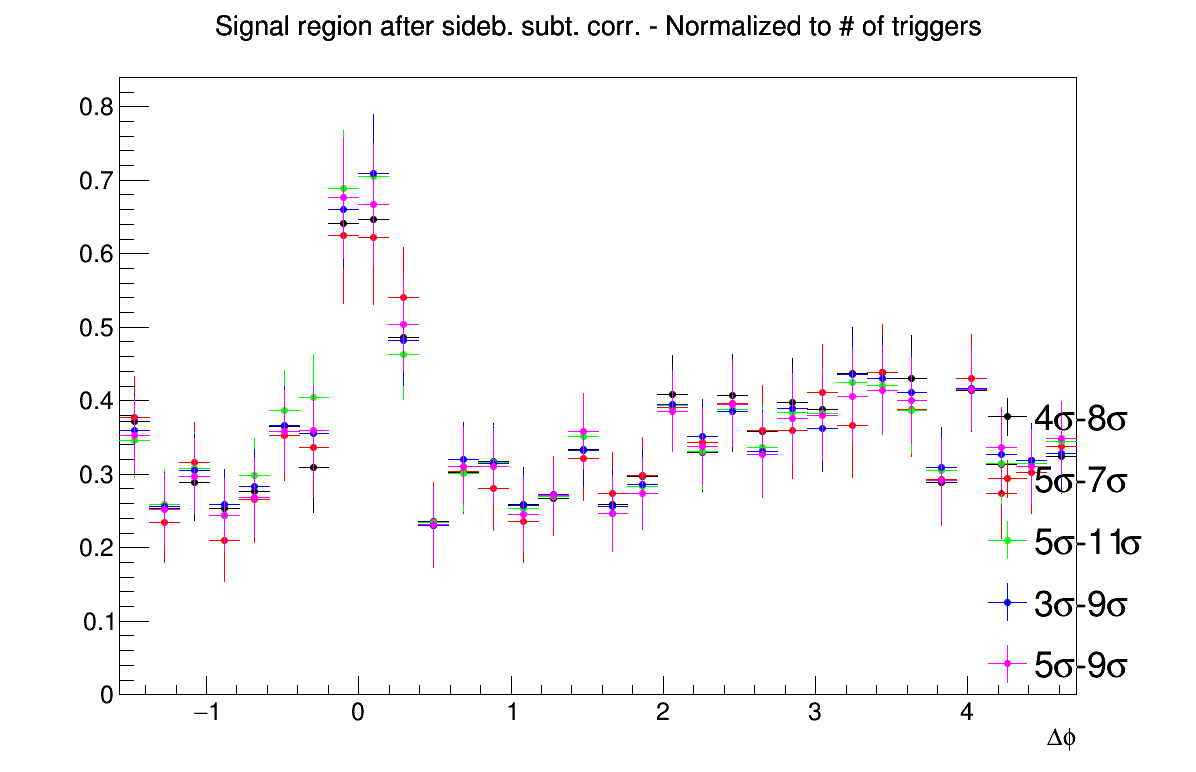 Signal region after sideb. subt. corr. - Normalized to # of triggers
0.8
0.7
0.6
0.5
0.4
0.3
0.2
0.1
0
4σ-8σ
5σ-7σ
5σ-11σ
3σ-9σ
5σ-9σ
−1 0 1 2 3 4
Δϕ